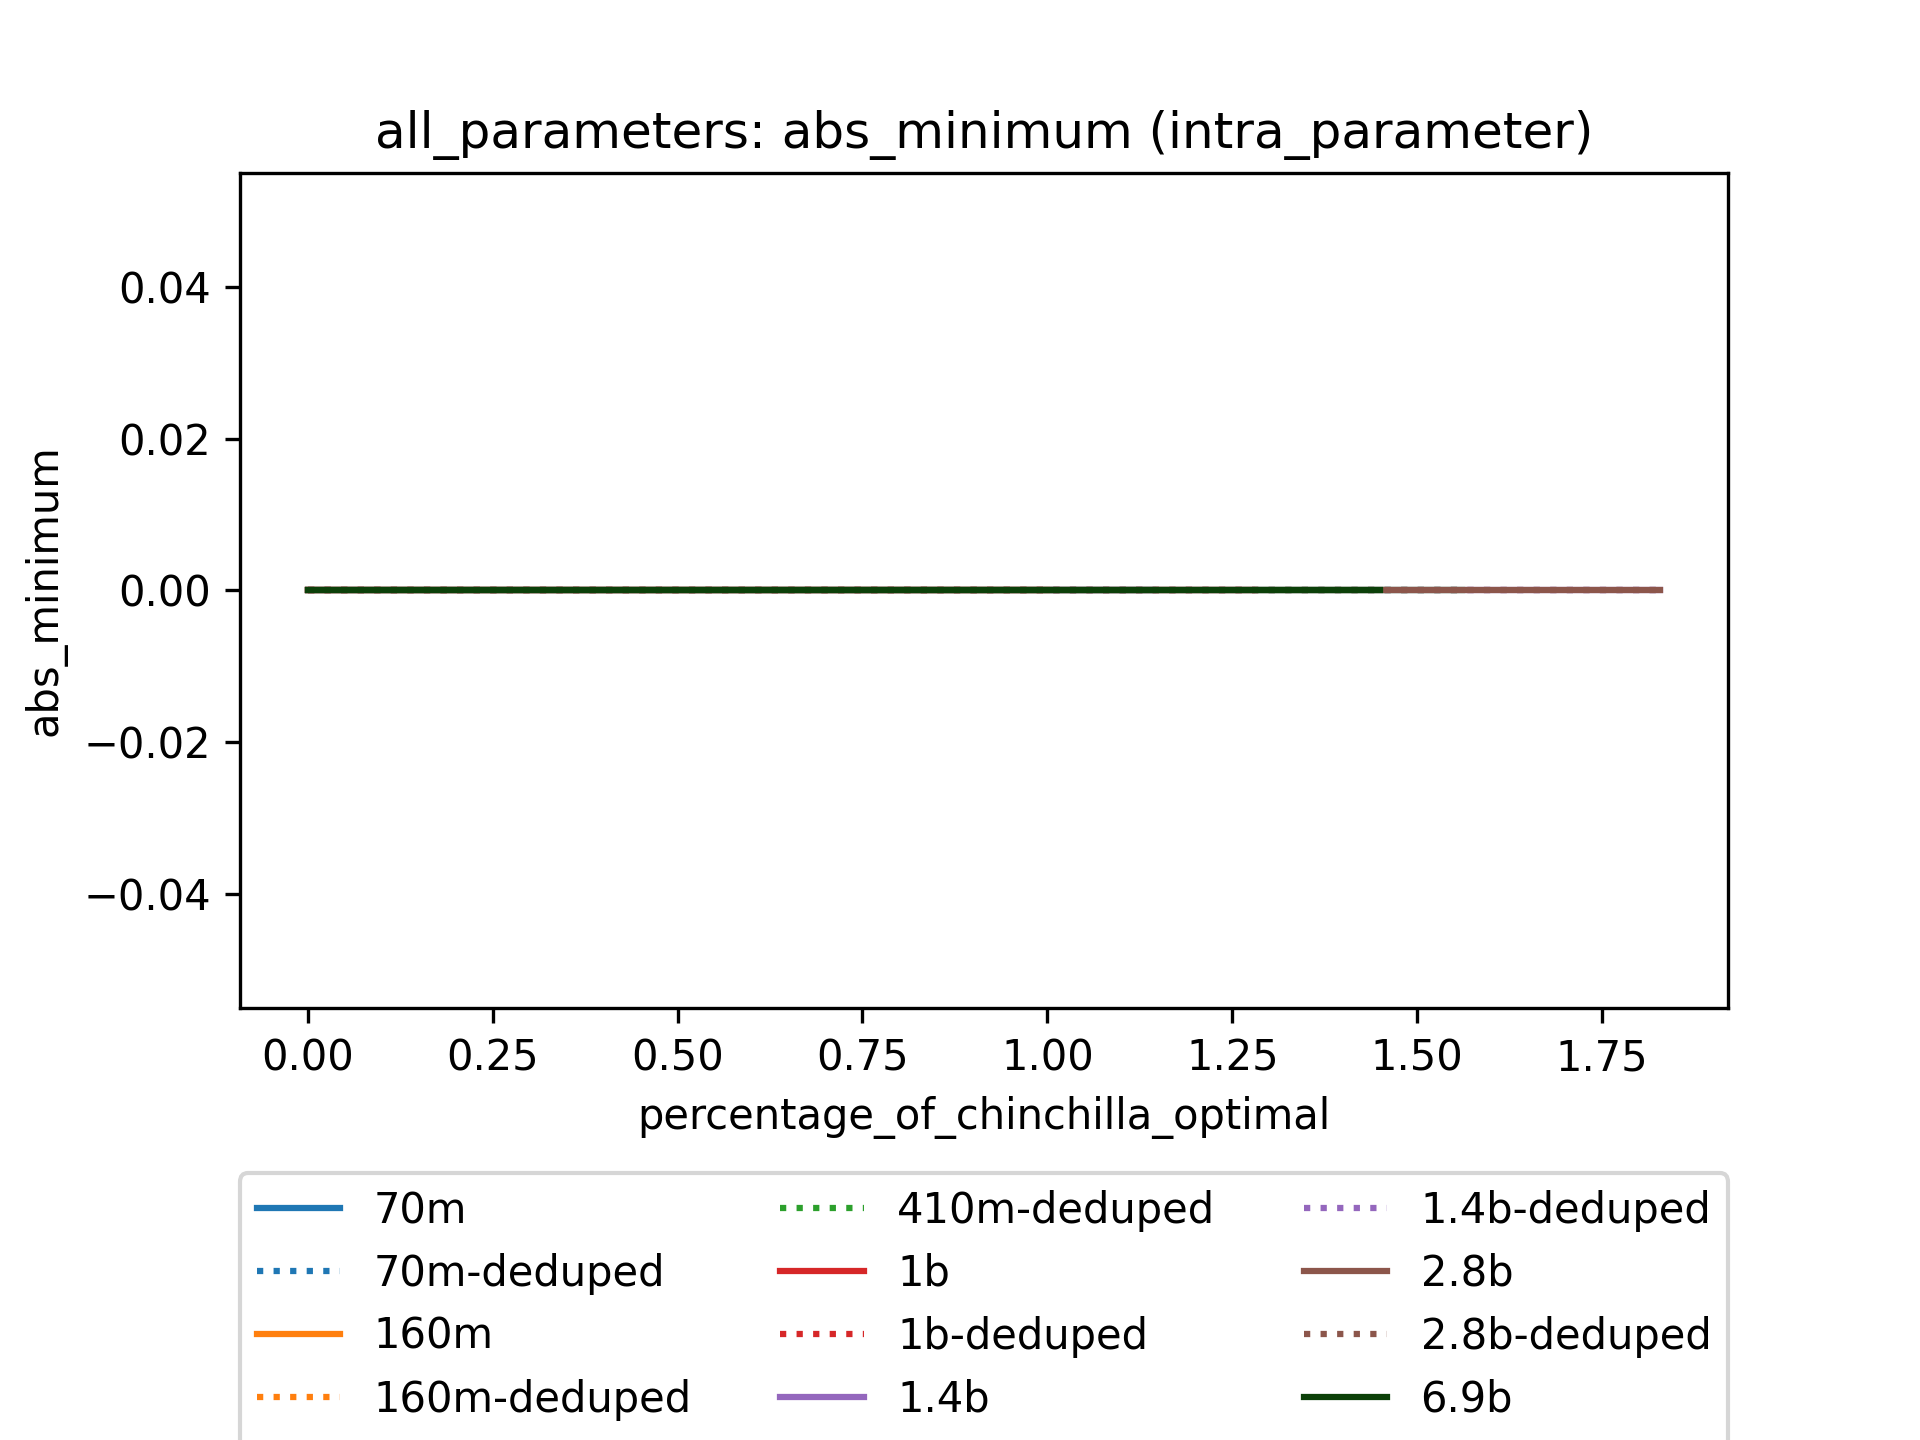 all_parameters: abs_minimum (intra_parameter)
0.04
0.02
0.00
−0.02
−0.04
abs_minimum
0.00 0.25 0.50 0.75 1.00 1.25 1.50 1.75
percentage_of_chinchilla_optimal
70m
70m-deduped
160m
160m-deduped
410m-deduped
1b
1b-deduped
1.4b
1.4b-deduped
2.8b
2.8b-deduped
6.9b